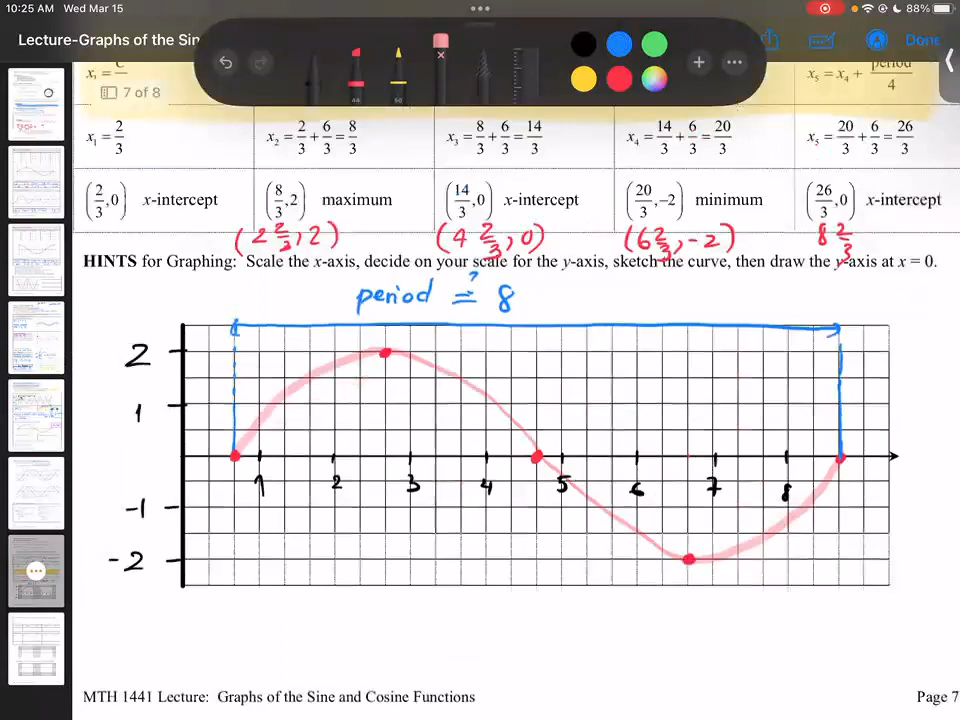 10:25 AM Wed Mar 15 88%
Lecture-Graphs of the Sin Done
x₁ = c x₅ = x₄ + period/4
7 of 8
x₁ = 2/3 x₂ = 2/3 + 6/3 = 8/3 x₃ = 8/3 + 6/3 = 14/3 x₄ = 14/3 + 6/3 = 20/3 x₅ = 20/3 + 6/3 = 26/3
(2/3, 0) x-intercept (8/3, 2) maximum (14/3, 0) x-intercept (20/3, −2) minimum (26/3, 0) x-intercept
(2 2/3, 2) (4 2/3, 0) (6 2/3, -2) 8 2/3
HINTS for Graphing: Scale the x-axis, decide on your scale for the y-axis, sketch the curve, then draw the y-axis at x = 0.
period =? 8
2
1
1 2 3 4 5 6 7 8
-1
-2
MTH 1441 Lecture: Graphs of the Sine and Cosine Functions Page 7